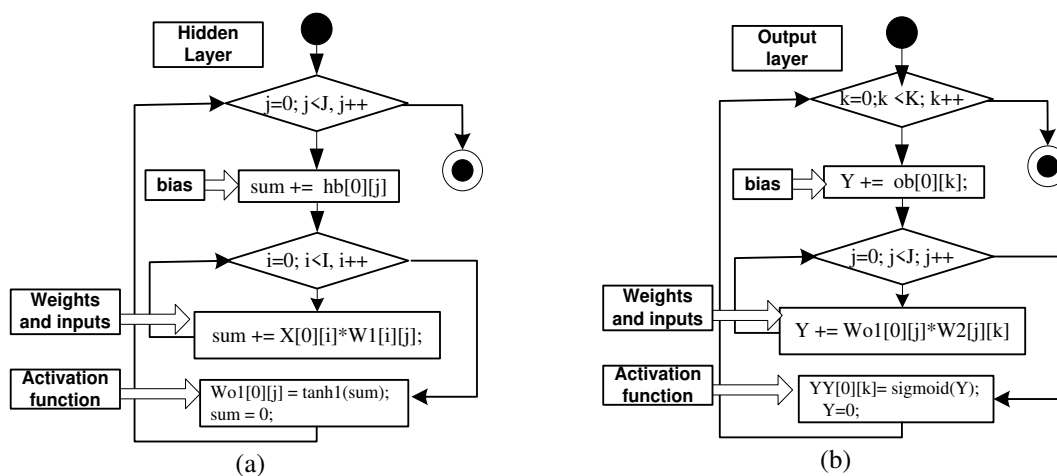 Hidden
Layer
j=0; j<J, j++
bias
sum += hb[0][j]
i=0; i<I, i++
Weights
and inputs
sum += X[0][i]*W1[i][j];
Activation
function
Wo1[0][j] = tanh1(sum);
sum = 0;
(a)
Output
layer
k=0;k <K; k++
bias
Y += ob[0][k];
j=0; j<J; j++
Weights
and inputs
Y += Wo1[0][j]*W2[j][k]
Activation
function
YY[0][k]= sigmoid(Y);
Y=0;
(b)